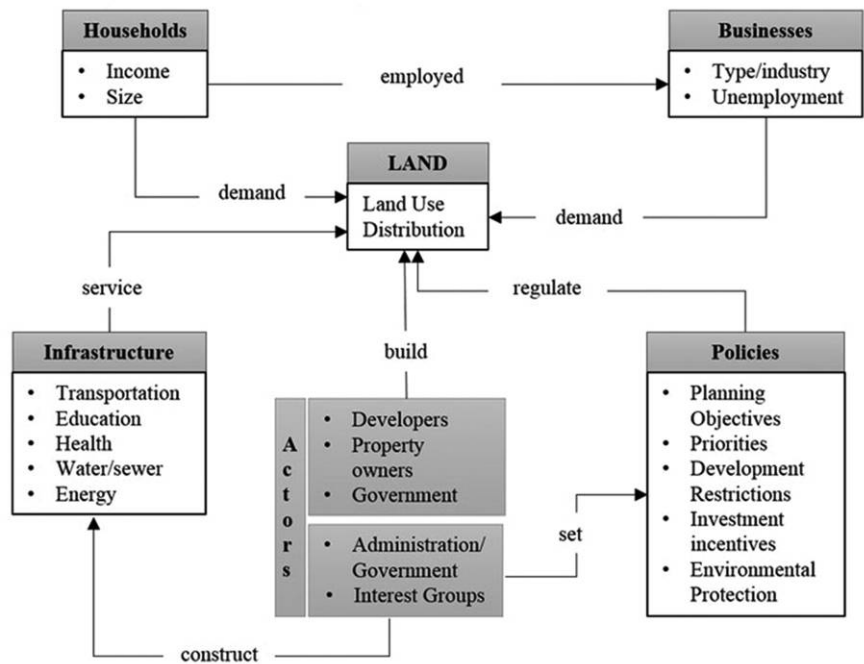 Households
• Income
• Size
employed
Businesses
• Type/industry
• Unemployment
LAND
Land Use
Distribution
demand
demand
service
regulate
build
Infrastructure
• Transportation
• Education
• Health
• Water/sewer
• Energy
Actors
• Developers
• Property
owners
• Government
• Administration/
Government
• Interest Groups
set
Policies
• Planning
Objectives
• Priorities
• Development
Restrictions
• Investment
incentives
• Environmental
Protection
construct